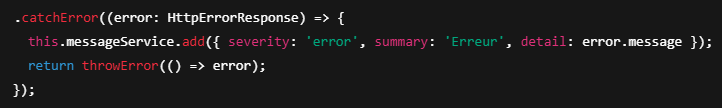 .catchError((error: HttpErrorResponse) => {
  this.messageService.add({ severity: 'error', summary: 'Erreur', detail: error.message });
  return throwError(() => error);
});